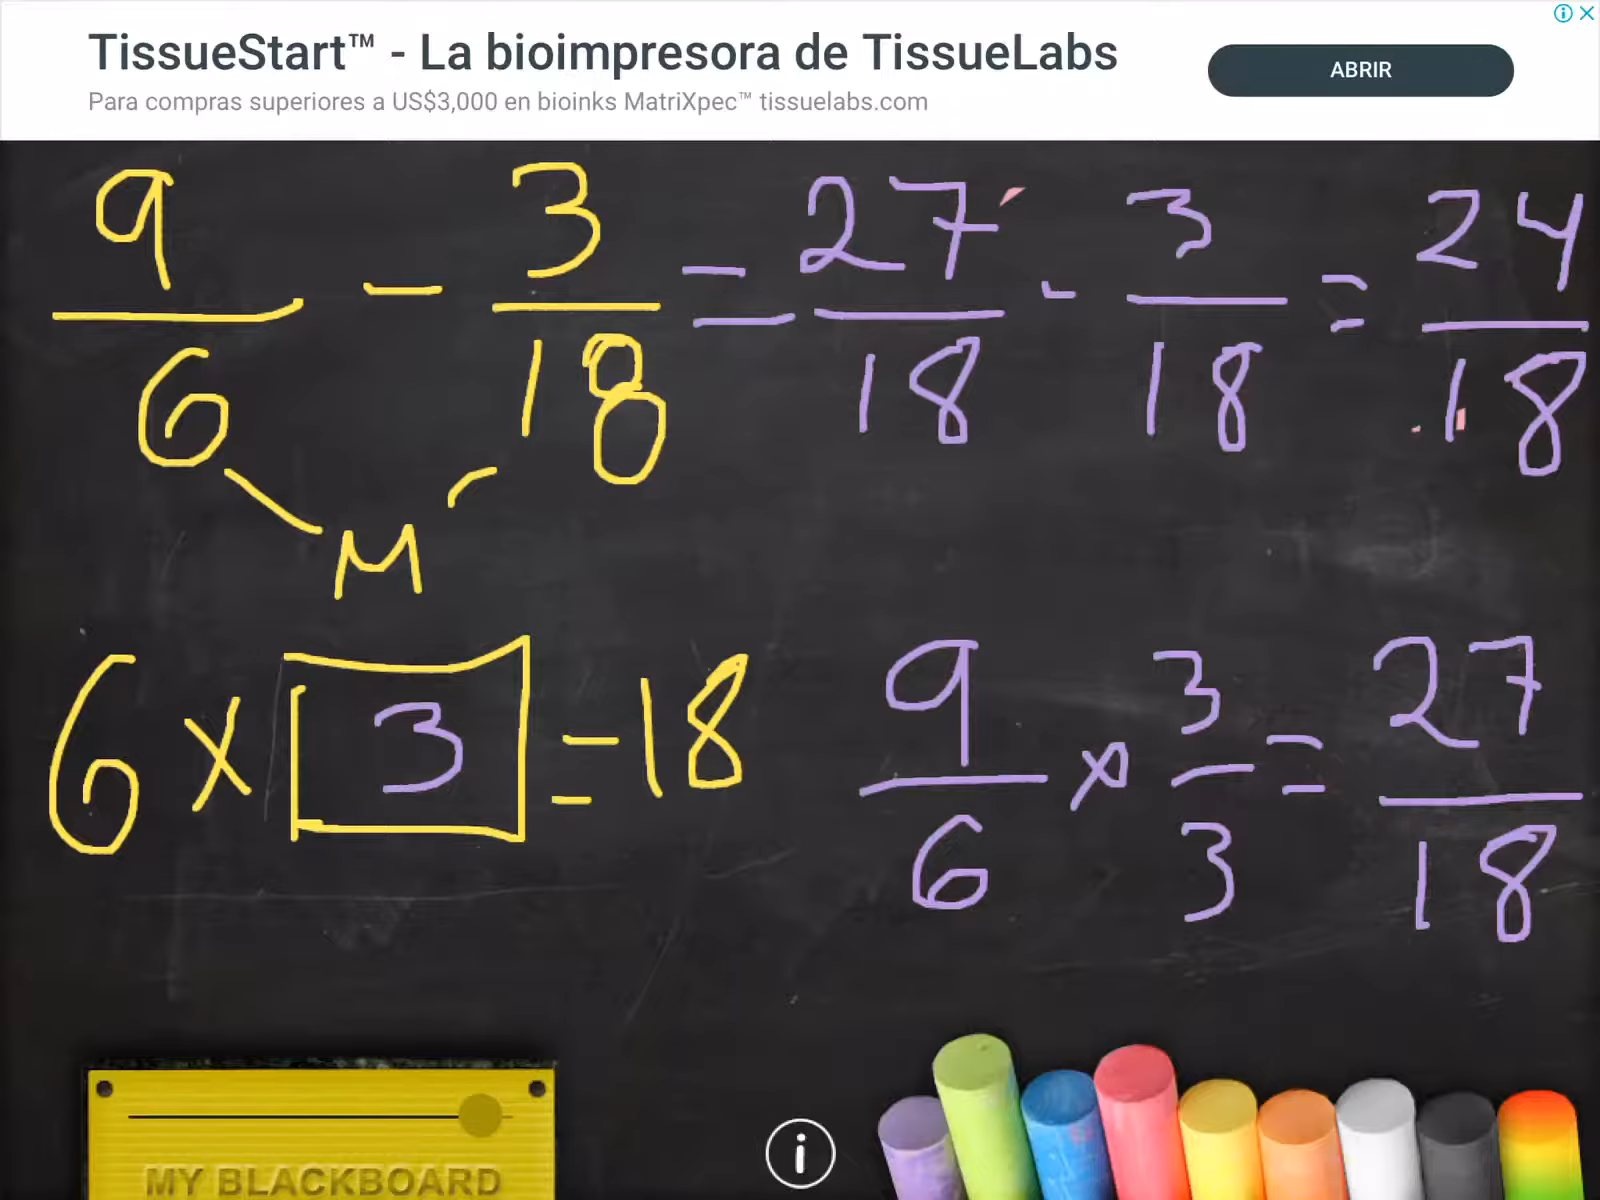 TissueStart™ - La bioimpresora de TissueLabs
Para compras superiores a US$3,000 en bioinks MatriXpec™ tissuelabs.com
ABRIR
9/6 - 3/18 = 27/18 - 3/18 = 24/18
M
6 x 3 = 18
9/6 x 3/3 = 27/18
MY BLACKBOARD
i